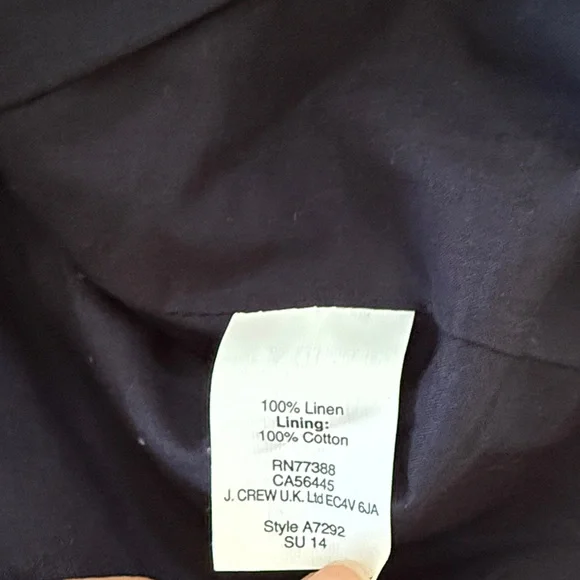 100% Linen
Lining:
100% Cotton
RN77388
CA56445
J. CREW U.K. Ltd EC4V 6JA
Style A7292
SU 14